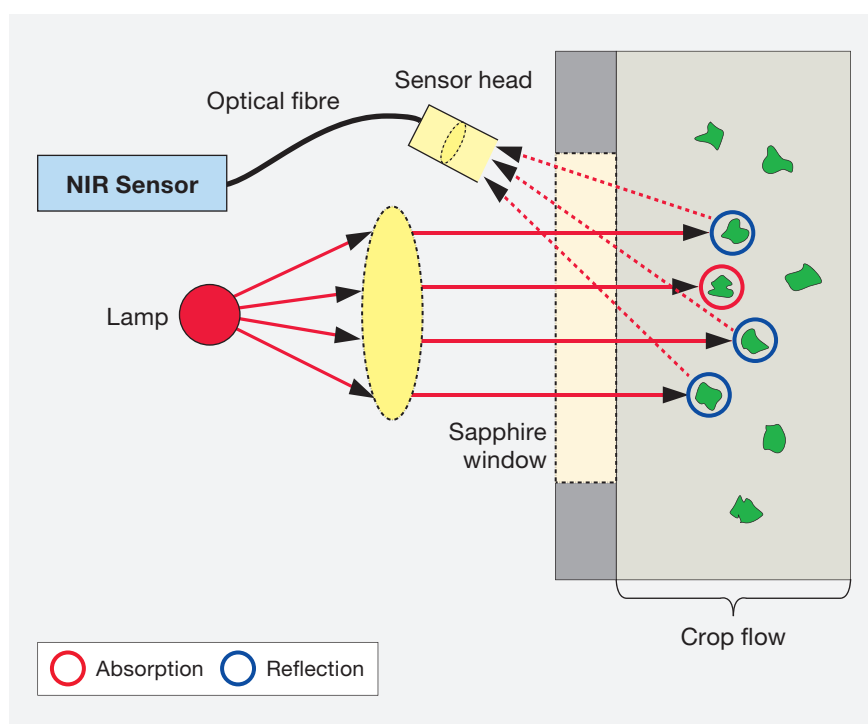 Sensor head
Optical fibre
NIR Sensor
Lamp
Sapphire
window
Crop flow
Absorption
Reflection